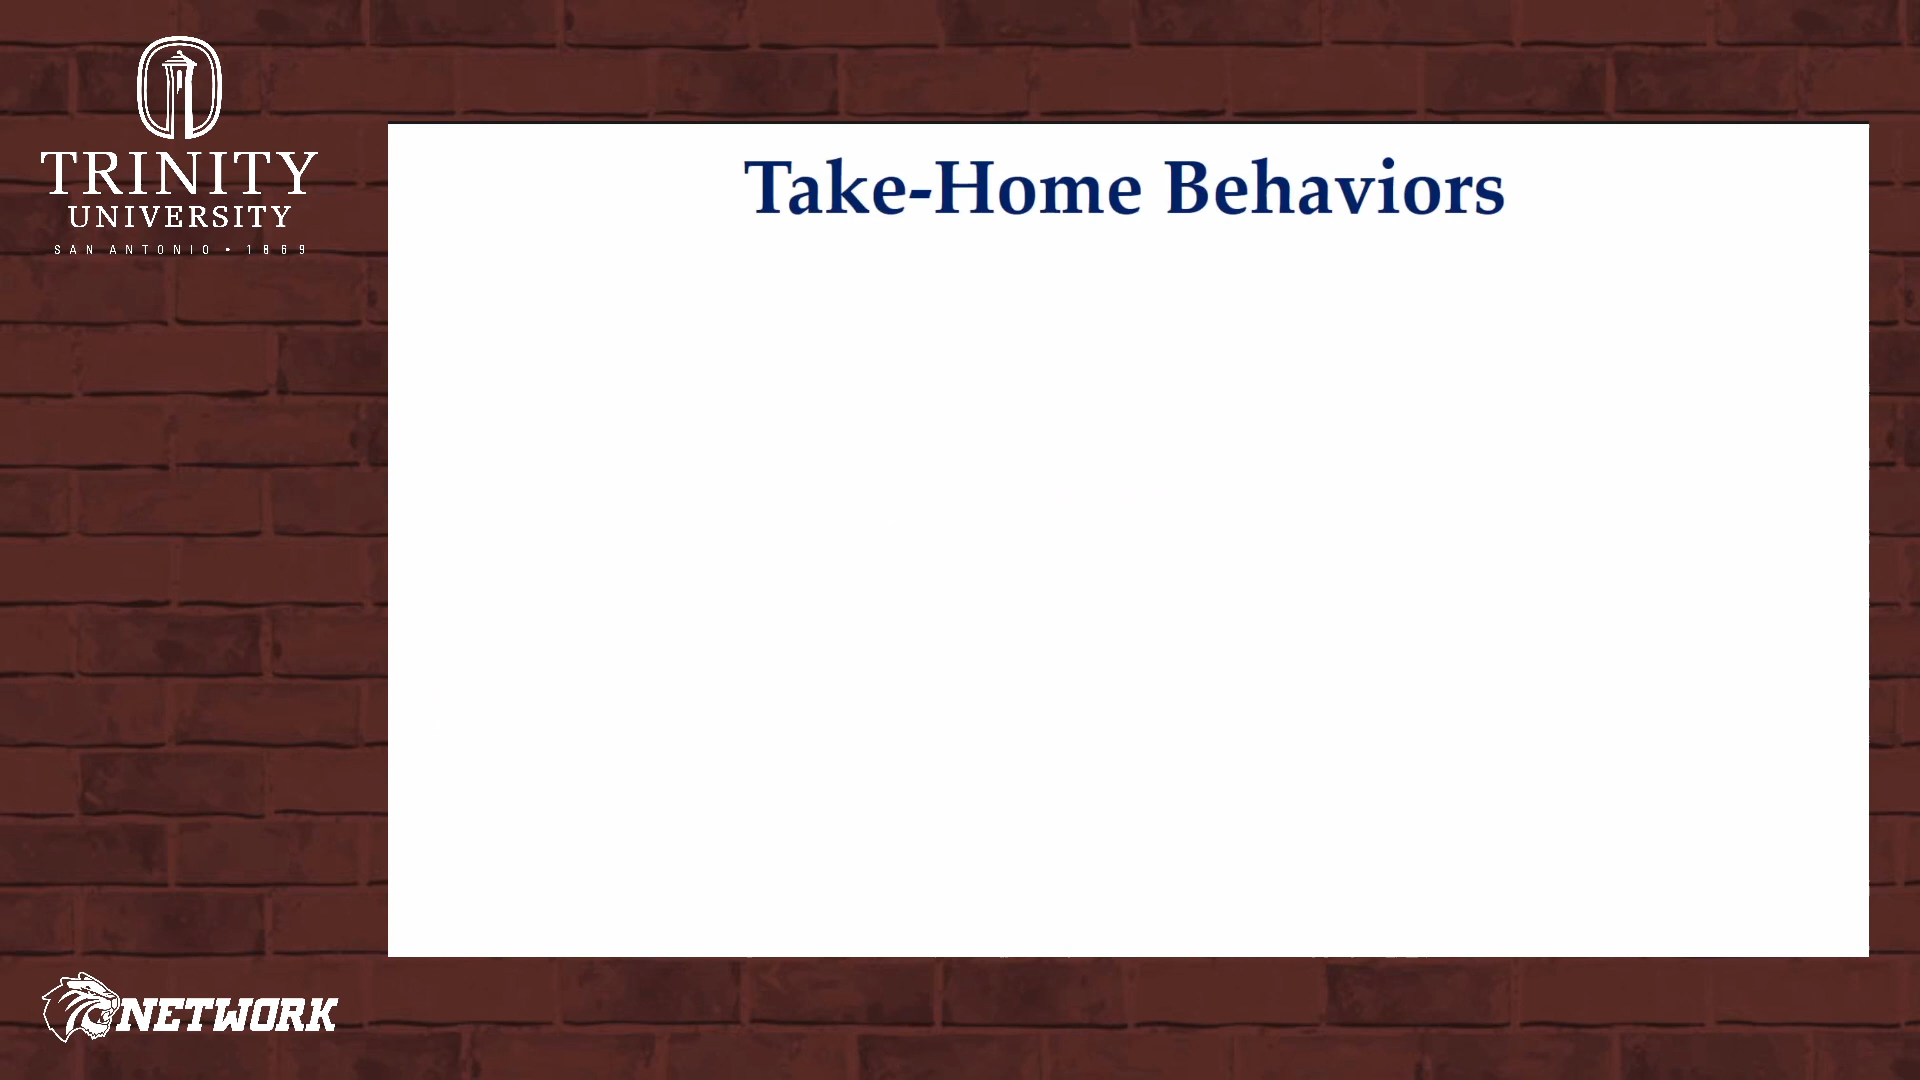 TRINITY
UNIVERSITY
SAN ANTONIO • 1869
Take-Home Behaviors
NETWORK